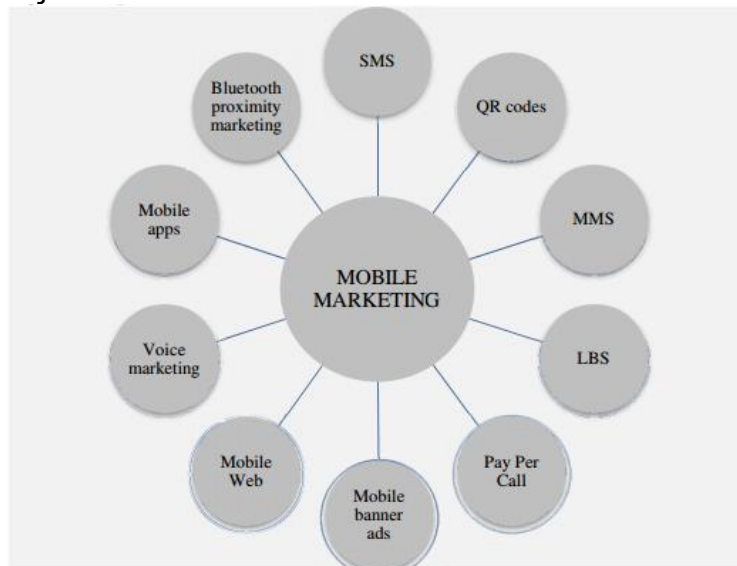 SMS
QR codes
MMS
LBS
Pay Per
Call
Mobile
banner
ads
Mobile
Web
Voice
marketing
Mobile
apps
Bluetooth
proximity
marketing
MOBILE
MARKETING